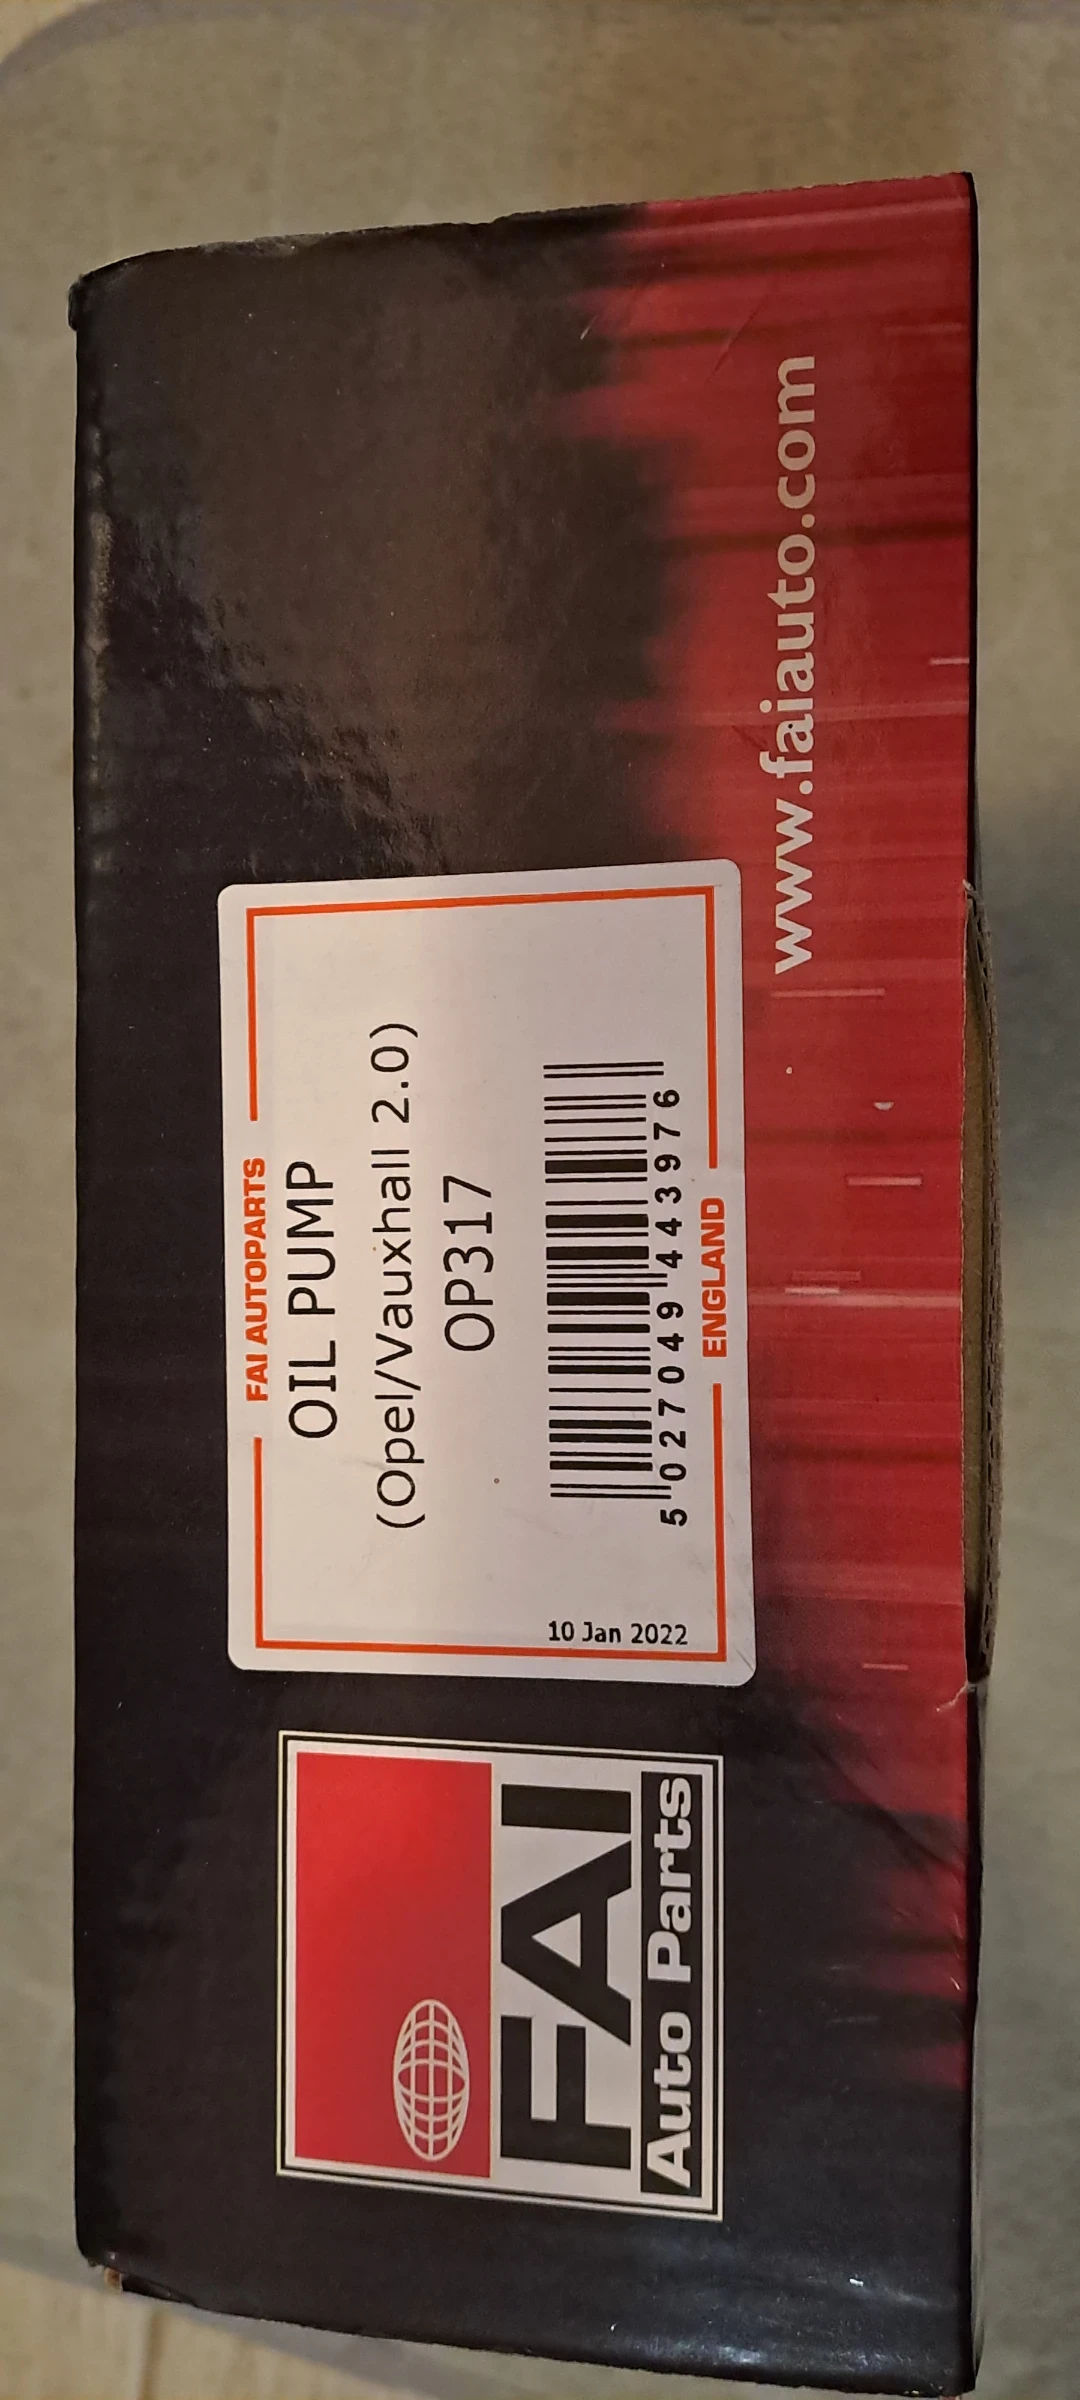 FAI
Auto Parts
FAI AUTOPARTS
OIL PUMP
(Opel/Vauxhall 2.0)
OP317
5 027049 443976
10 Jan 2022
ENGLAND
www.faiauto.com